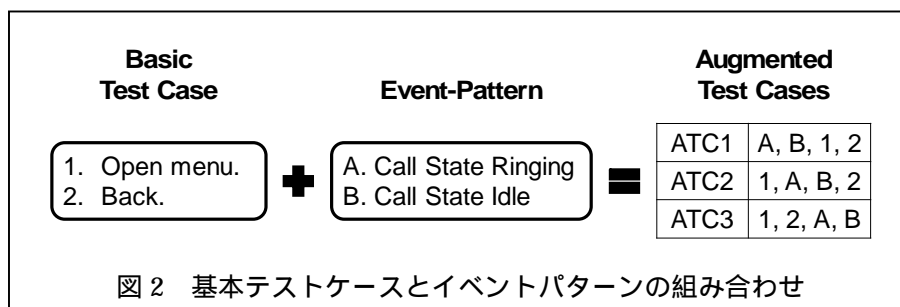 Basic
Test Case
Event-Pattern
Augmented
Test Cases
1. Open menu.
2. Back.
A. Call State Ringing
B. Call State Idle
ATC1 A, B, 1, 2
ATC2 1, A, B, 2
ATC3 1, 2, A, B
図 2 基本テストケースとイベントパターンの組み合わせ